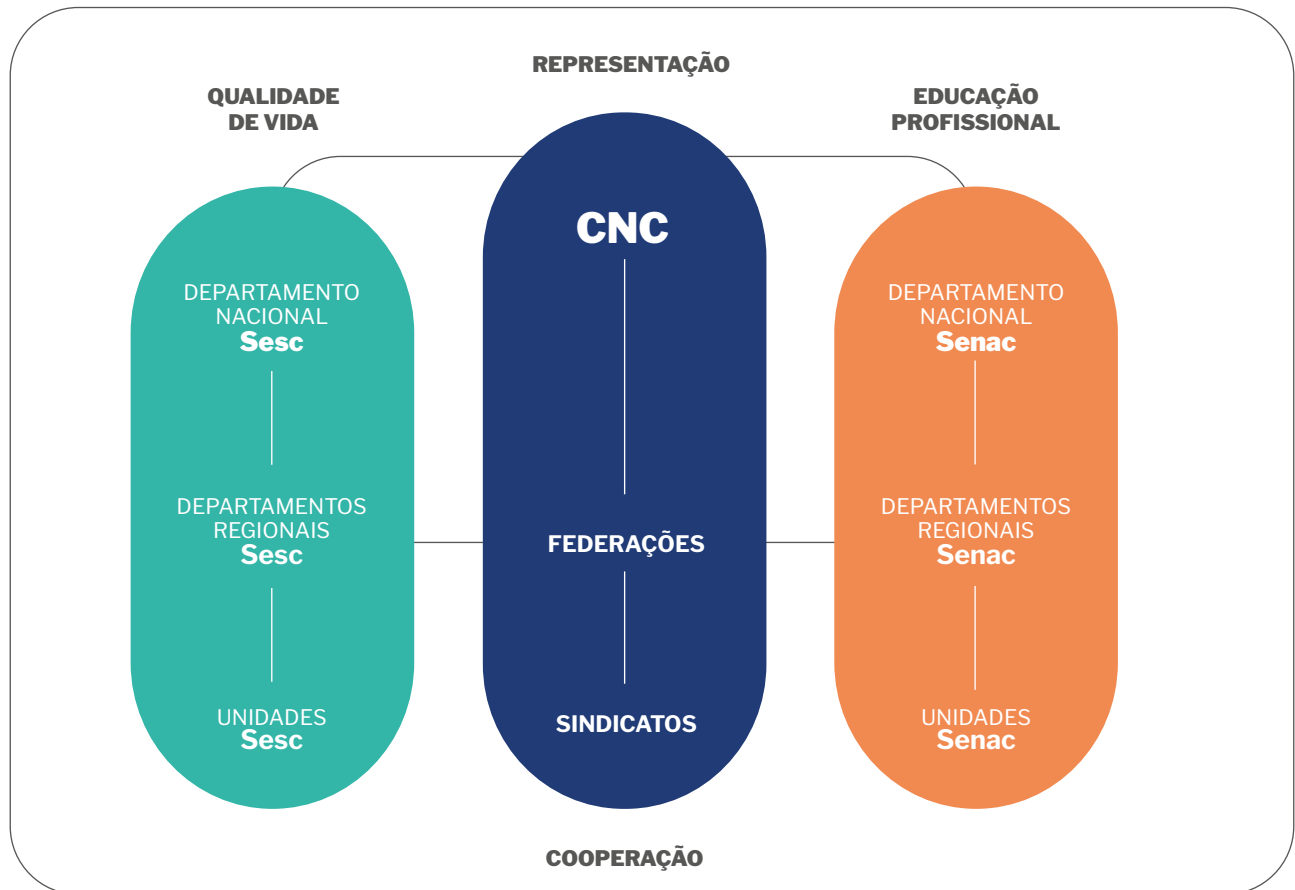 REPRESENTAÇÃO
QUALIDADE
DE VIDA
EDUCAÇÃO
PROFISSIONAL
DEPARTAMENTO
NACIONAL
Sesc
DEPARTAMENTOS
REGIONAIS
Sesc
UNIDADES
Sesc
CNC
FEDERAÇÕES
SINDICATOS
DEPARTAMENTO
NACIONAL
Senac
DEPARTAMENTOS
REGIONAIS
Senac
UNIDADES
Senac
COOPERAÇÃO